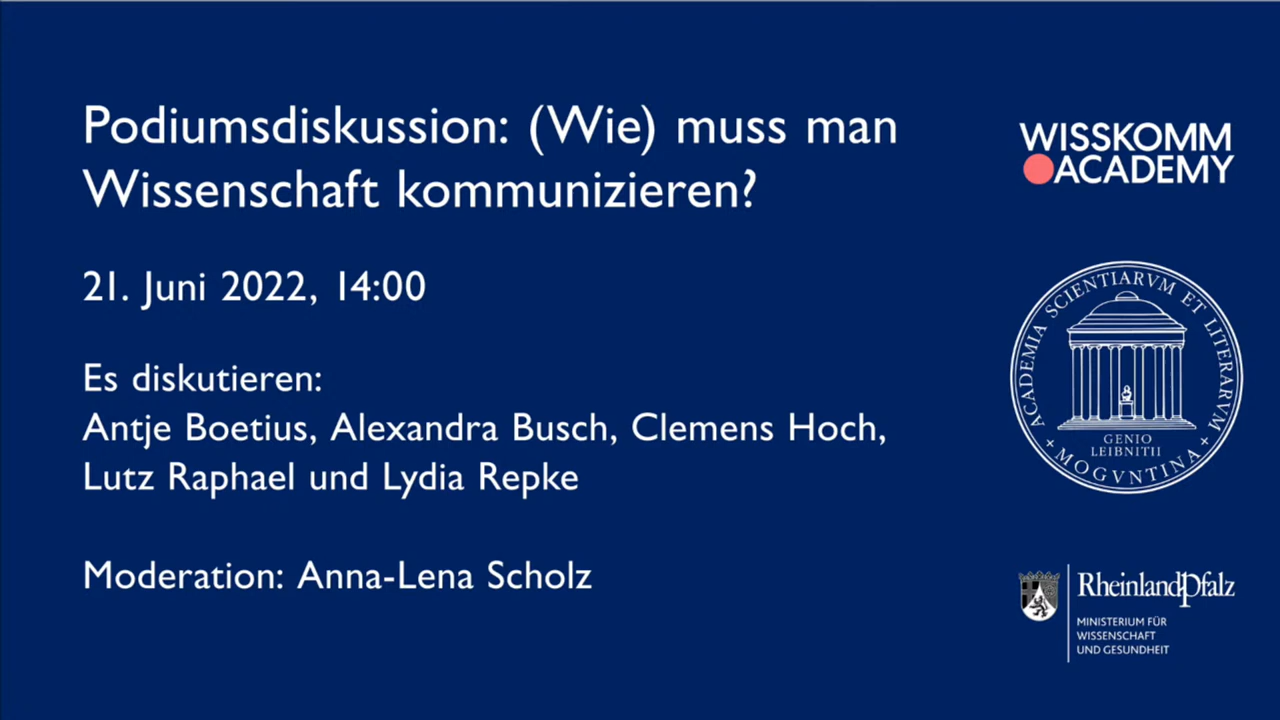 Podiumsdiskussion: (Wie) muss man
Wissenschaft kommunizieren?
21. Juni 2022, 14:00
Es diskutieren:
Antje Boetius, Alexandra Busch, Clemens Hoch,
Lutz Raphael und Lydia Repke
Moderation: Anna-Lena Scholz
WISSKOMM
ACADEMY
ACADEMIA SCIENTIARVM ET LITERARVM
GENIO
LEIBNITII
+ MOGVNTINA +
RheinlandPfalz
MINISTERIUM FÜR
WISSENSCHAFT
UND GESUNDHEIT